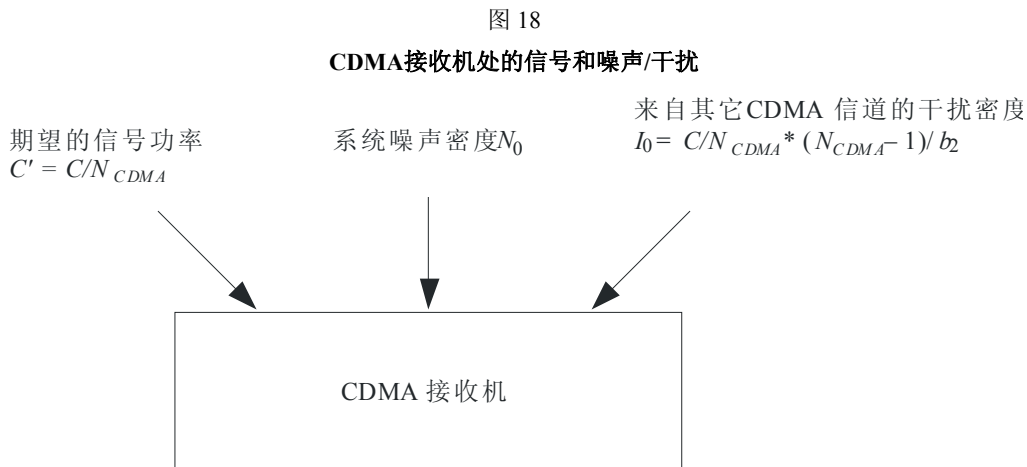 图 18
CDMA接收机处的信号和噪声/干扰
期望的信号功率
C' = C/N CDMA
系统噪声密度N0
来自其它CDMA 信道的干扰密度
I0 = C/N CDMA * (NCDMA – 1)/ b2
CDMA 接收机